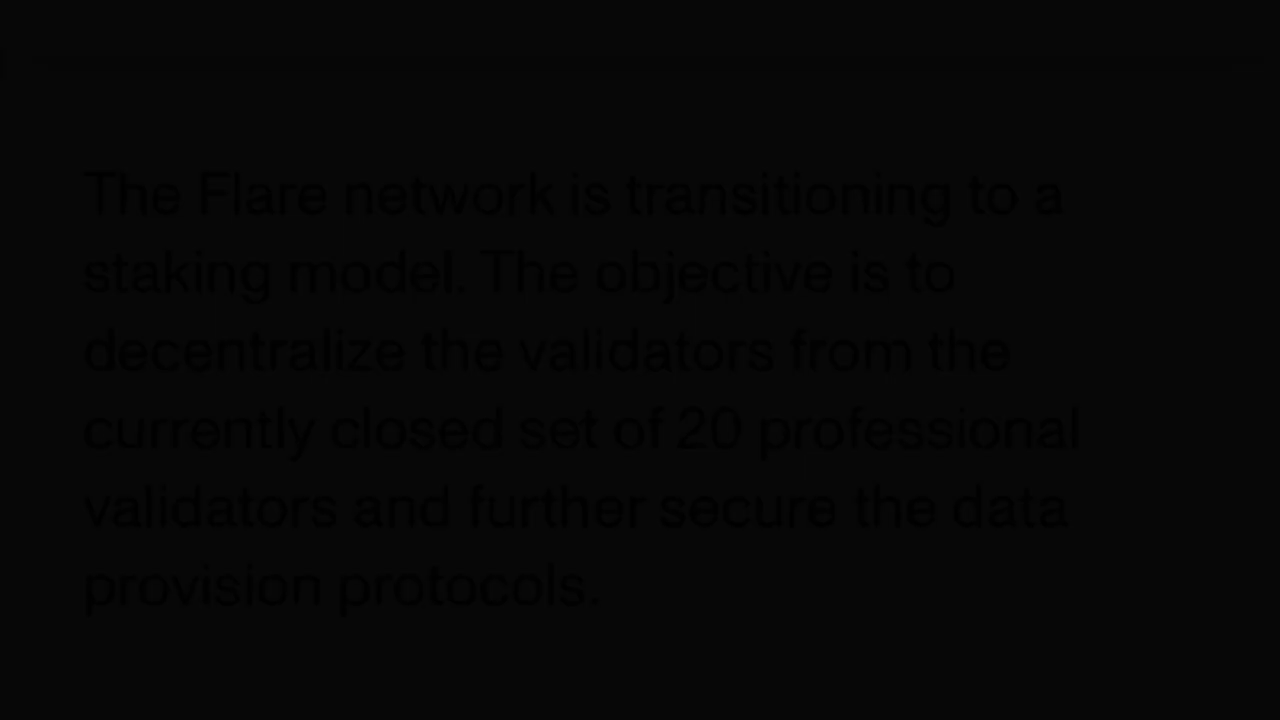 The Flare network is transitioning to a
staking model. The objective is to
decentralize the validators from the
currently closed set of 20 professional
validators and further secure the data
provision protocols.